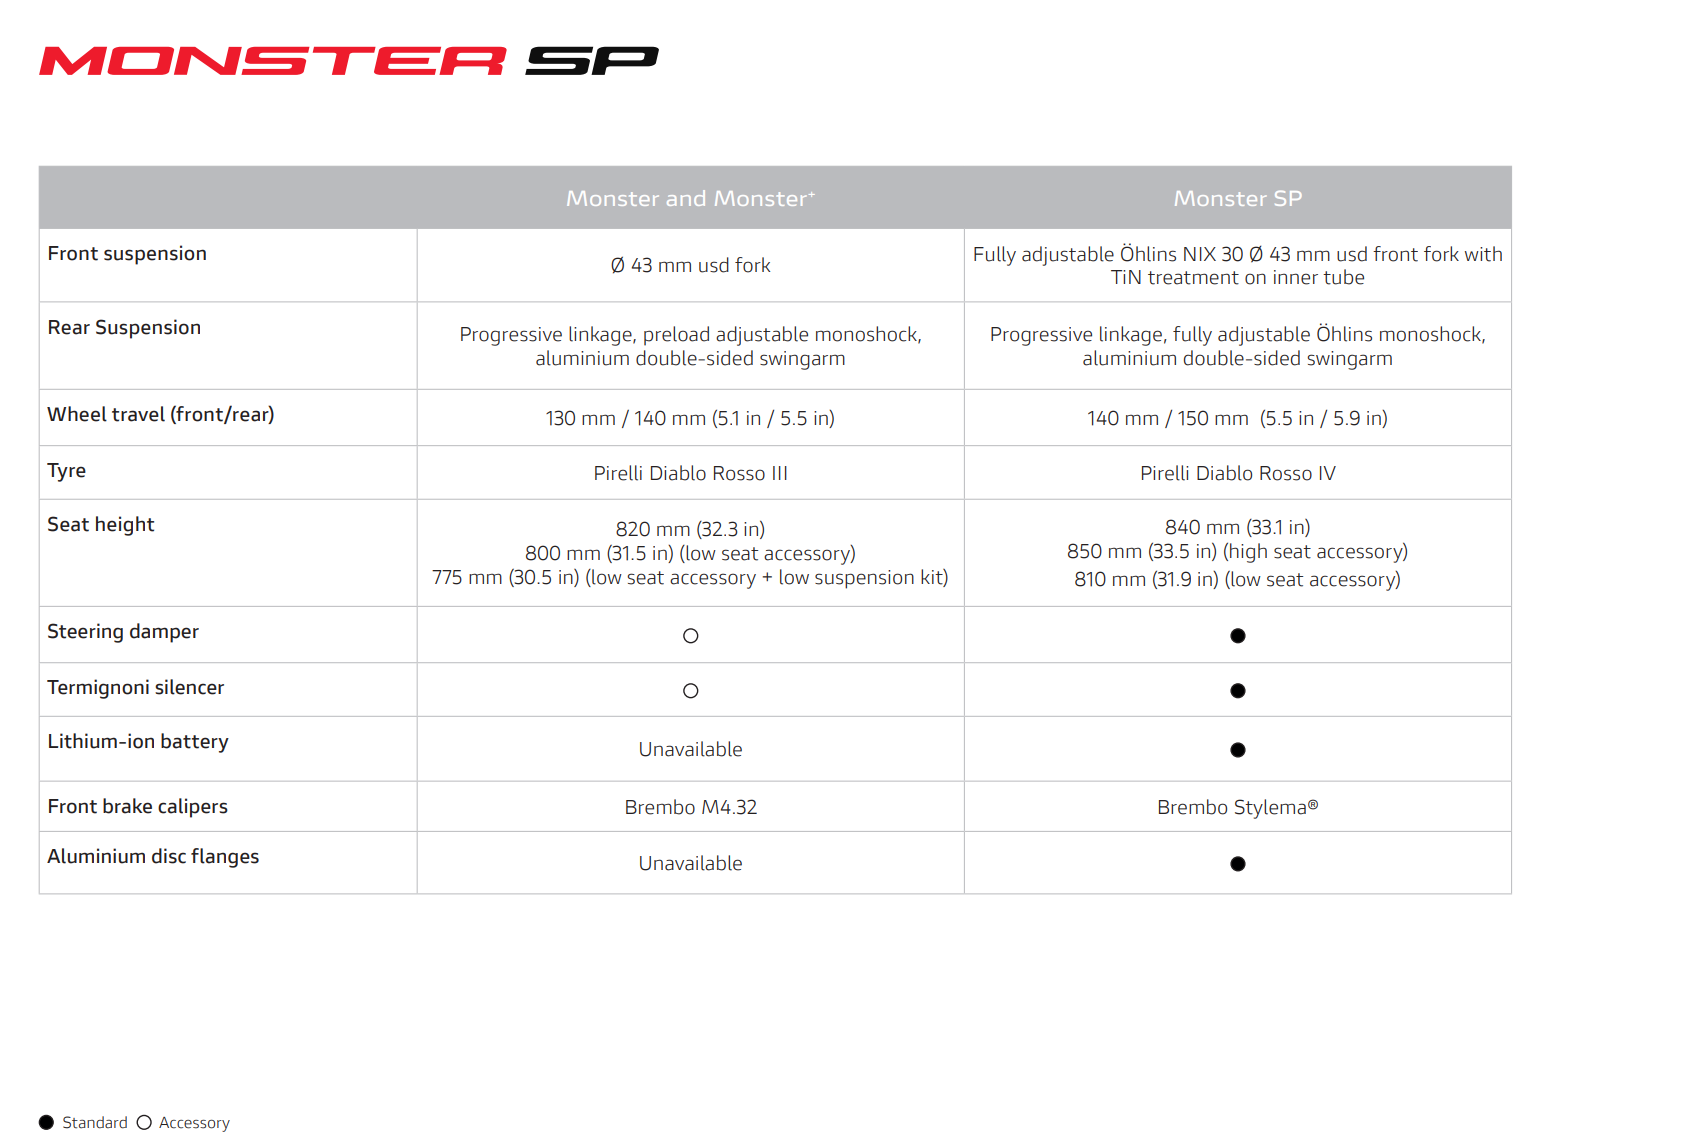 MONSTER SP
Monster and Monster+
Monster SP
Front suspension
Ø 43 mm usd fork
Fully adjustable Öhlins NIX 30 Ø 43 mm usd front fork with
TiN treatment on inner tube
Rear Suspension
Progressive linkage, preload adjustable monoshock,
aluminium double-sided swingarm
Progressive linkage, fully adjustable Öhlins monoshock,
aluminium double-sided swingarm
Wheel travel (front/rear)
130 mm / 140 mm (5.1 in / 5.5 in)
140 mm / 150 mm (5.5 in / 5.9 in)
Tyre
Pirelli Diablo Rosso III
Pirelli Diablo Rosso IV
Seat height
820 mm (32.3 in)
800 mm (31.5 in) (low seat accessory)
775 mm (30.5 in) (low seat accessory + low suspension kit)
840 mm (33.1 in)
850 mm (33.5 in) (high seat accessory)
810 mm (31.9 in) (low seat accessory)
Steering damper
○
●
Termignoni silencer
○
●
Lithium-ion battery
Unavailable
●
Front brake calipers
Brembo M4.32
Brembo Stylema®
Aluminium disc flanges
Unavailable
●
● Standard ○ Accessory